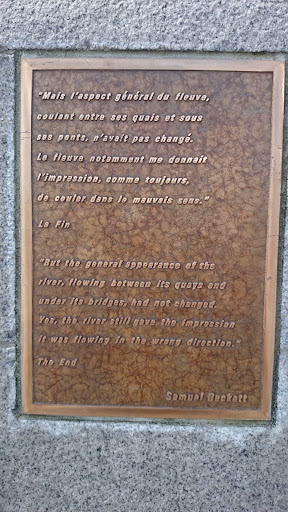 "Mais l'aspect général du fleuve,
coulant entre ses quais et sous
ses ponts, n'avait pas changé.
Le fleuve notamment me donnait
l'impression, comme toujours,
de couler dans le mauvais sens."
La Fin
"But the general appearance of the
river, flowing between its quays and
under its bridges, had not changed.
Yes, the river still gave the impression
it was flowing in the wrong direction."
The End
Samuel Beckett